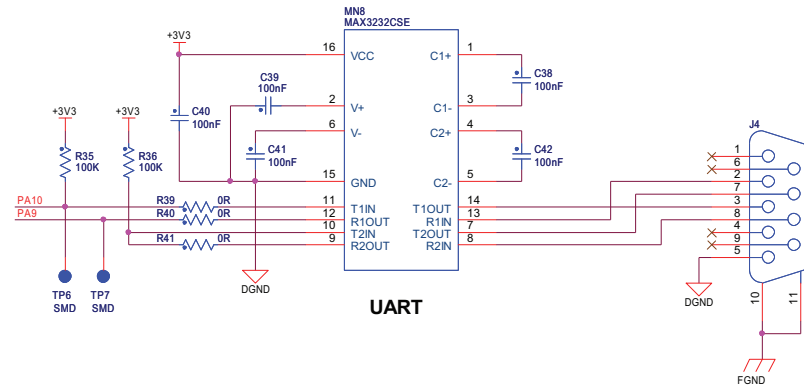 MN8
MAX3232CSE
+3V3
16
VCC
C1+
1
C39
100nF
C38
100nF
C40
100nF
2
V+
C1-
3
+3V3
+3V3
6
V-
C2+
4
J4
R35
100K
R36
100K
C41
100nF
C42
100nF
1
6
15
GND
C2-
5
2
7
PA10
R39
0R
11
T1IN
T1OUT
14
3
PA9
R40
0R
12
R1OUT
R1IN
13
8
10
T2IN
T2OUT
7
4
R41
0R
9
R2OUT
R2IN
8
9
5
TP6
SMD
TP7
SMD
DGND
UART
DGND
10
11
FGND